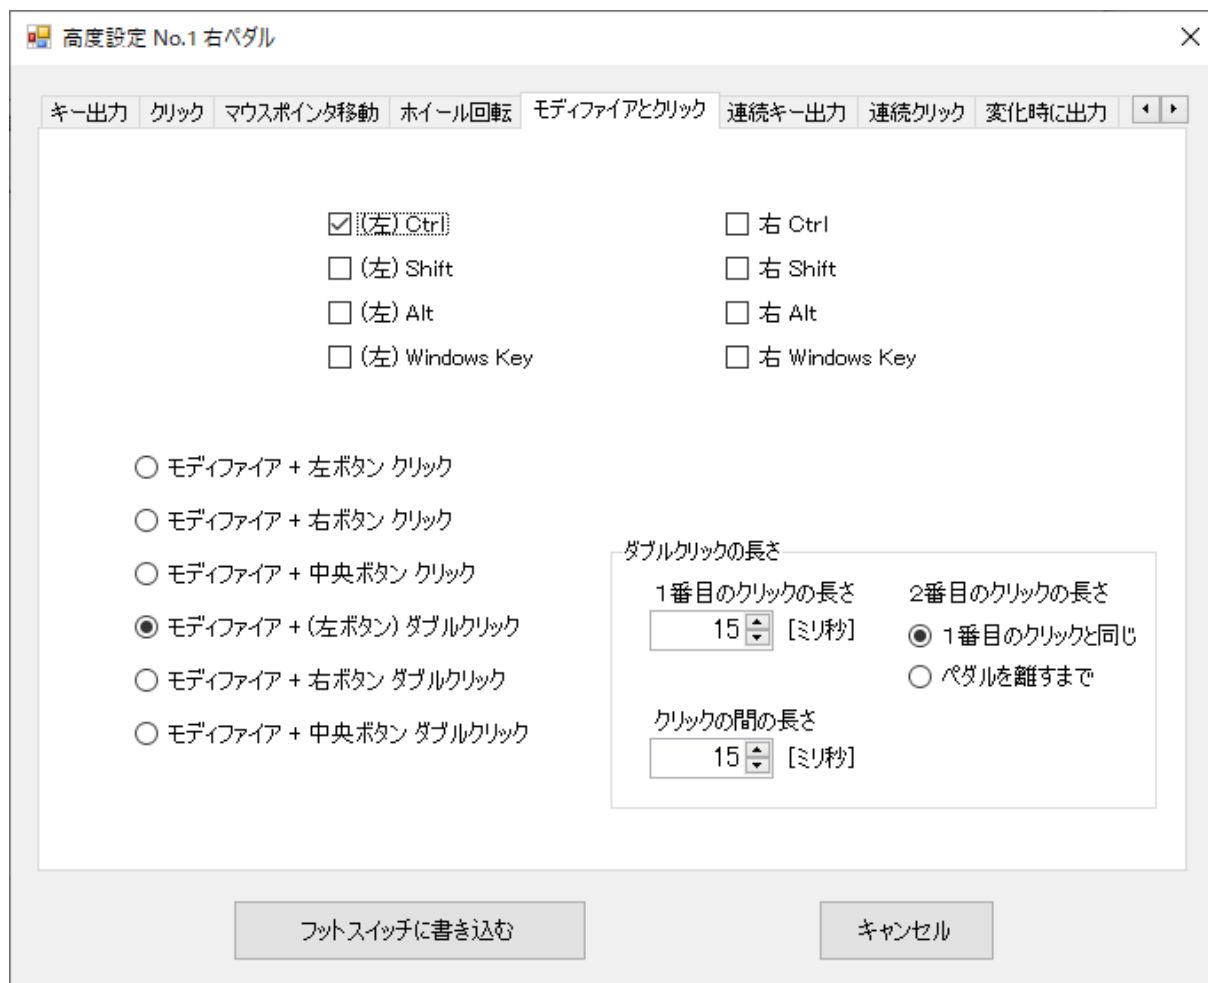 高度設定 No.1 右ペダル
キー出力 クリック マウスポインタ移動 ホイール回転 モディファイアとクリック 連続キー出力 連続クリック 変化時に出力
(左) Ctrl
右 Ctrl
(左) Shift
右 Shift
(左) Alt
右 Alt
(左) Windows Key
右 Windows Key
モディファイア + 左ボタン クリック
モディファイア + 右ボタン クリック
モディファイア + 中央ボタン クリック
モディファイア + (左ボタン) ダブルクリック
モディファイア + 右ボタン ダブルクリック
モディファイア + 中央ボタン ダブルクリック
ダブルクリックの長さ
1番目のクリックの長さ
15 [ミリ秒]
2番目のクリックの長さ
1番目のクリックと同じ
ペダルを離すまで
クリックの間の長さ
15 [ミリ秒]
フットスイッチに書き込む
キャンセル